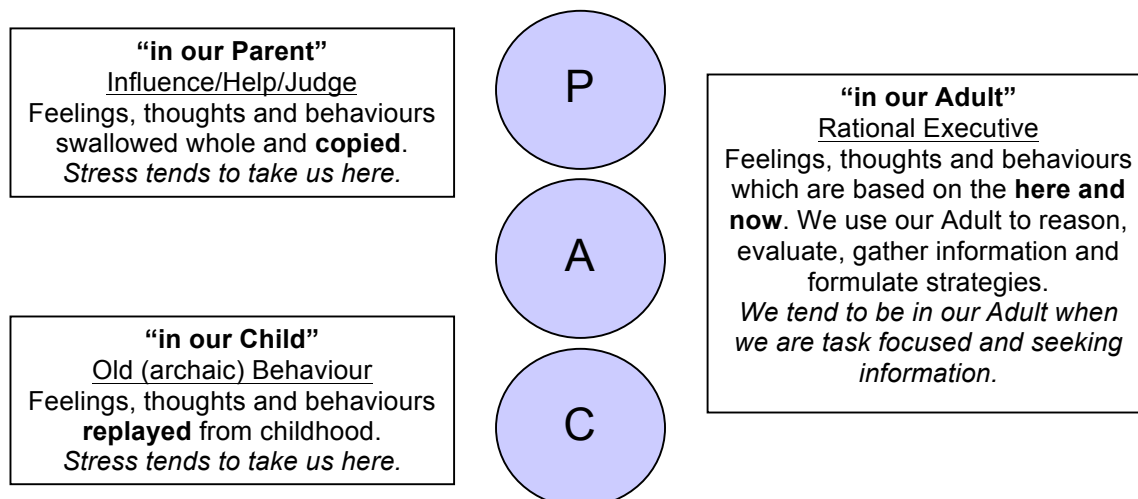 “in our Parent”
Influence/Help/Judge
Feelings, thoughts and behaviours
swallowed whole and copied.
Stress tends to take us here.
P
“in our Adult”
Rational Executive
Feelings, thoughts and behaviours
which are based on the here and
now. We use our Adult to reason,
evaluate, gather information and
formulate strategies.
We tend to be in our Adult when
we are task focused and seeking
information.
A
“in our Child”
Old (archaic) Behaviour
Feelings, thoughts and behaviours
replayed from childhood.
Stress tends to take us here.
C